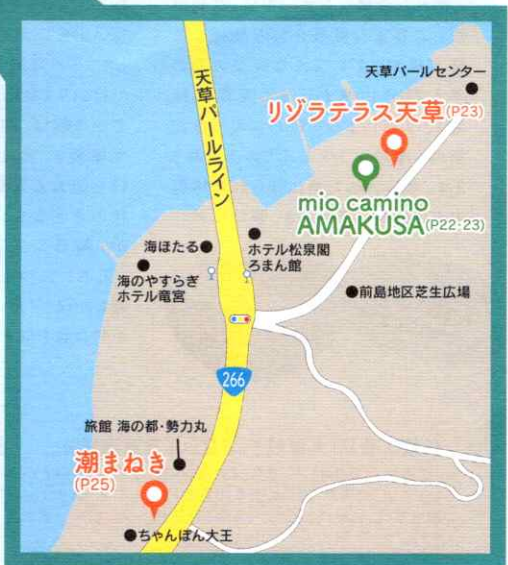 天草パールセンター
天草パールライン
リゾラテラス天草(P23)
mio camino
AMAKUSA(P22-23)
海ほたる
ホテル松泉閣
ろまん館
海のやすらぎ
ホテル竜宮
前島地区芝生広場
266
旅館 海の都・勢力丸
潮まねき
(P25)
ちゃんぽん大王